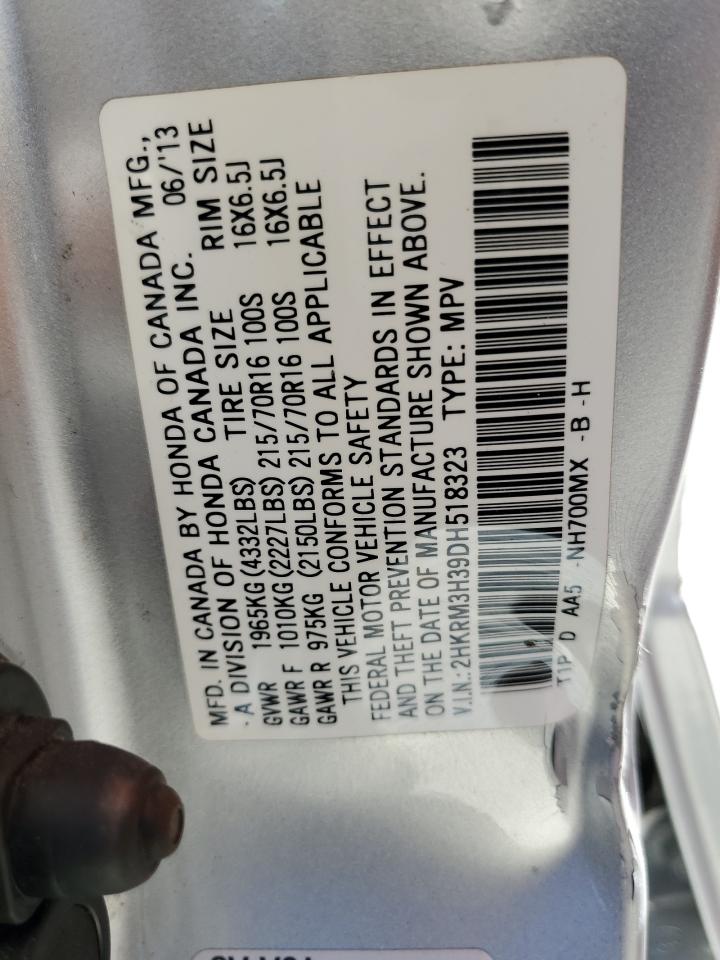 MFD. IN CANADA BY HONDA OF CANADA MFG.,
- A DIVISION OF HONDA CANADA INC. 06/'13
GVWR 1965KG (4332LBS) TIRE SIZE RIM SIZE
GAWR F 1010KG (2227LBS) 215/70R16 100S 16X6.5J
GAWR R 975KG (2150LBS) 215/70R16 100S 16X6.5J
THIS VEHICLE CONFORMS TO ALL APPLICABLE
FEDERAL MOTOR VEHICLE SAFETY
AND THEFT PREVENTION STANDARDS IN EFFECT
ON THE DATE OF MANUFACTURE SHOWN ABOVE.
V.I.N.: 2HKRM3H39DH518323 TYPE: MPV
T1P D AA5 -NH700MX -B -H